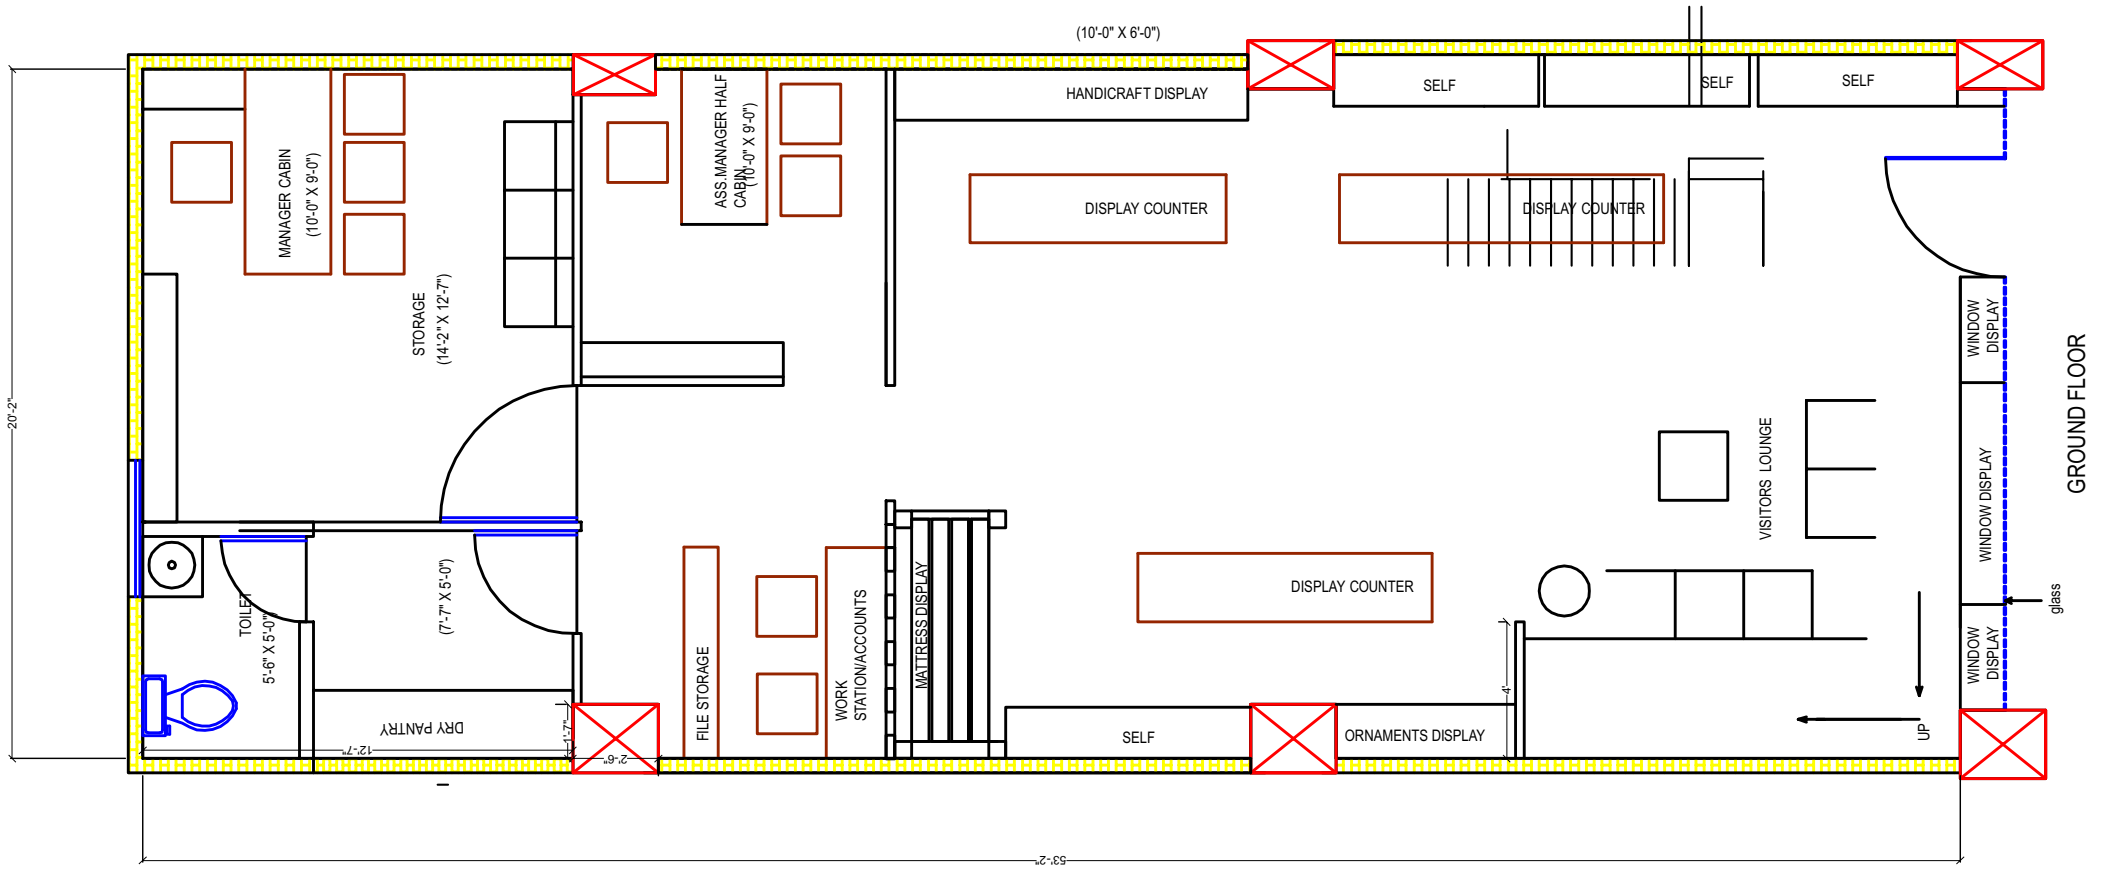 (10'-0" X 6'-0")
HANDICRAFT DISPLAY
SELF
SELF
SELF
MANAGER CABIN
(10'-0" X 9'-0")
ASS.MANAGER HALF
CABIN
(10'-0" X 9'-0")
DISPLAY COUNTER
DISPLAY COUNTER
STORAGE
(14'-2" X 12'-7")
20'-2"
WINDOW
DISPLAY
GROUND FLOOR
VISITORS LOUNGE
WINDOW DISPLAY
TOILET
5'-6" X 5'-0"
(7'-7" X 5'-0")
FILE STORAGE
WORK
STATION/ACCOUNTS
MATTRESS DISPLAY
DISPLAY COUNTER
glass
WINDOW
DISPLAY
DRY PANTRY
12'-7"
1'-7"
2'-6"
SELF
ORNAMENTS DISPLAY
4'
UP
53'-2"